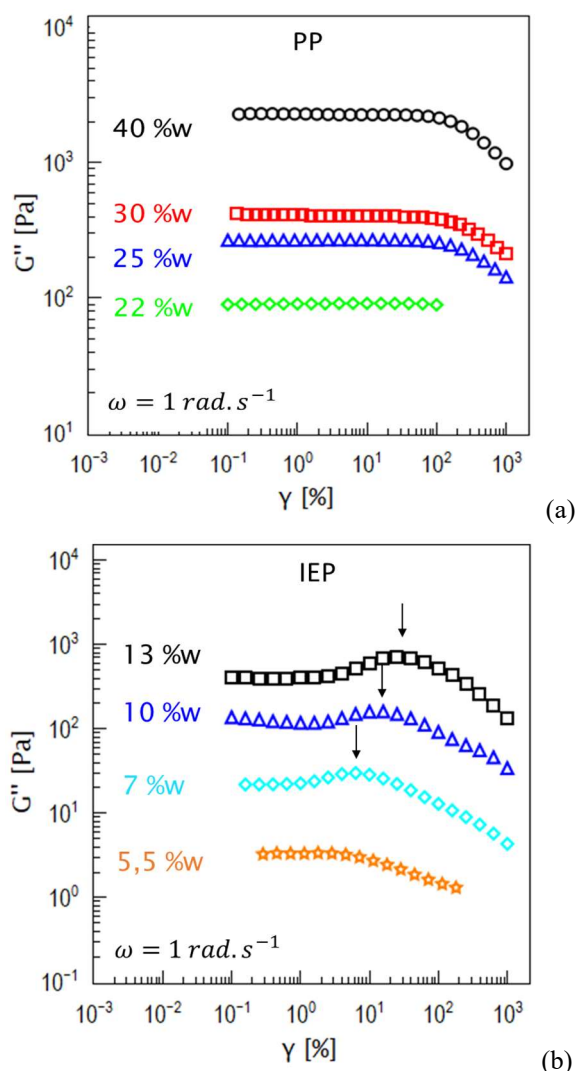 PP
10⁴
10³
10²
10¹
G'' [Pa]
40 %w
30 %w
25 %w
22 %w
ω = 1 rad.s⁻¹
10⁻³ 10⁻² 10⁻¹ 10⁰ 10¹ 10² 10³
γ [%]
(a)
IEP
10⁴
10³
10²
10¹
10⁰
10⁻¹
G'' [Pa]
13 %w
10 %w
7 %w
5,5 %w
ω = 1 rad.s⁻¹
10⁻³ 10⁻² 10⁻¹ 10⁰ 10¹ 10² 10³
γ [%]
(b)